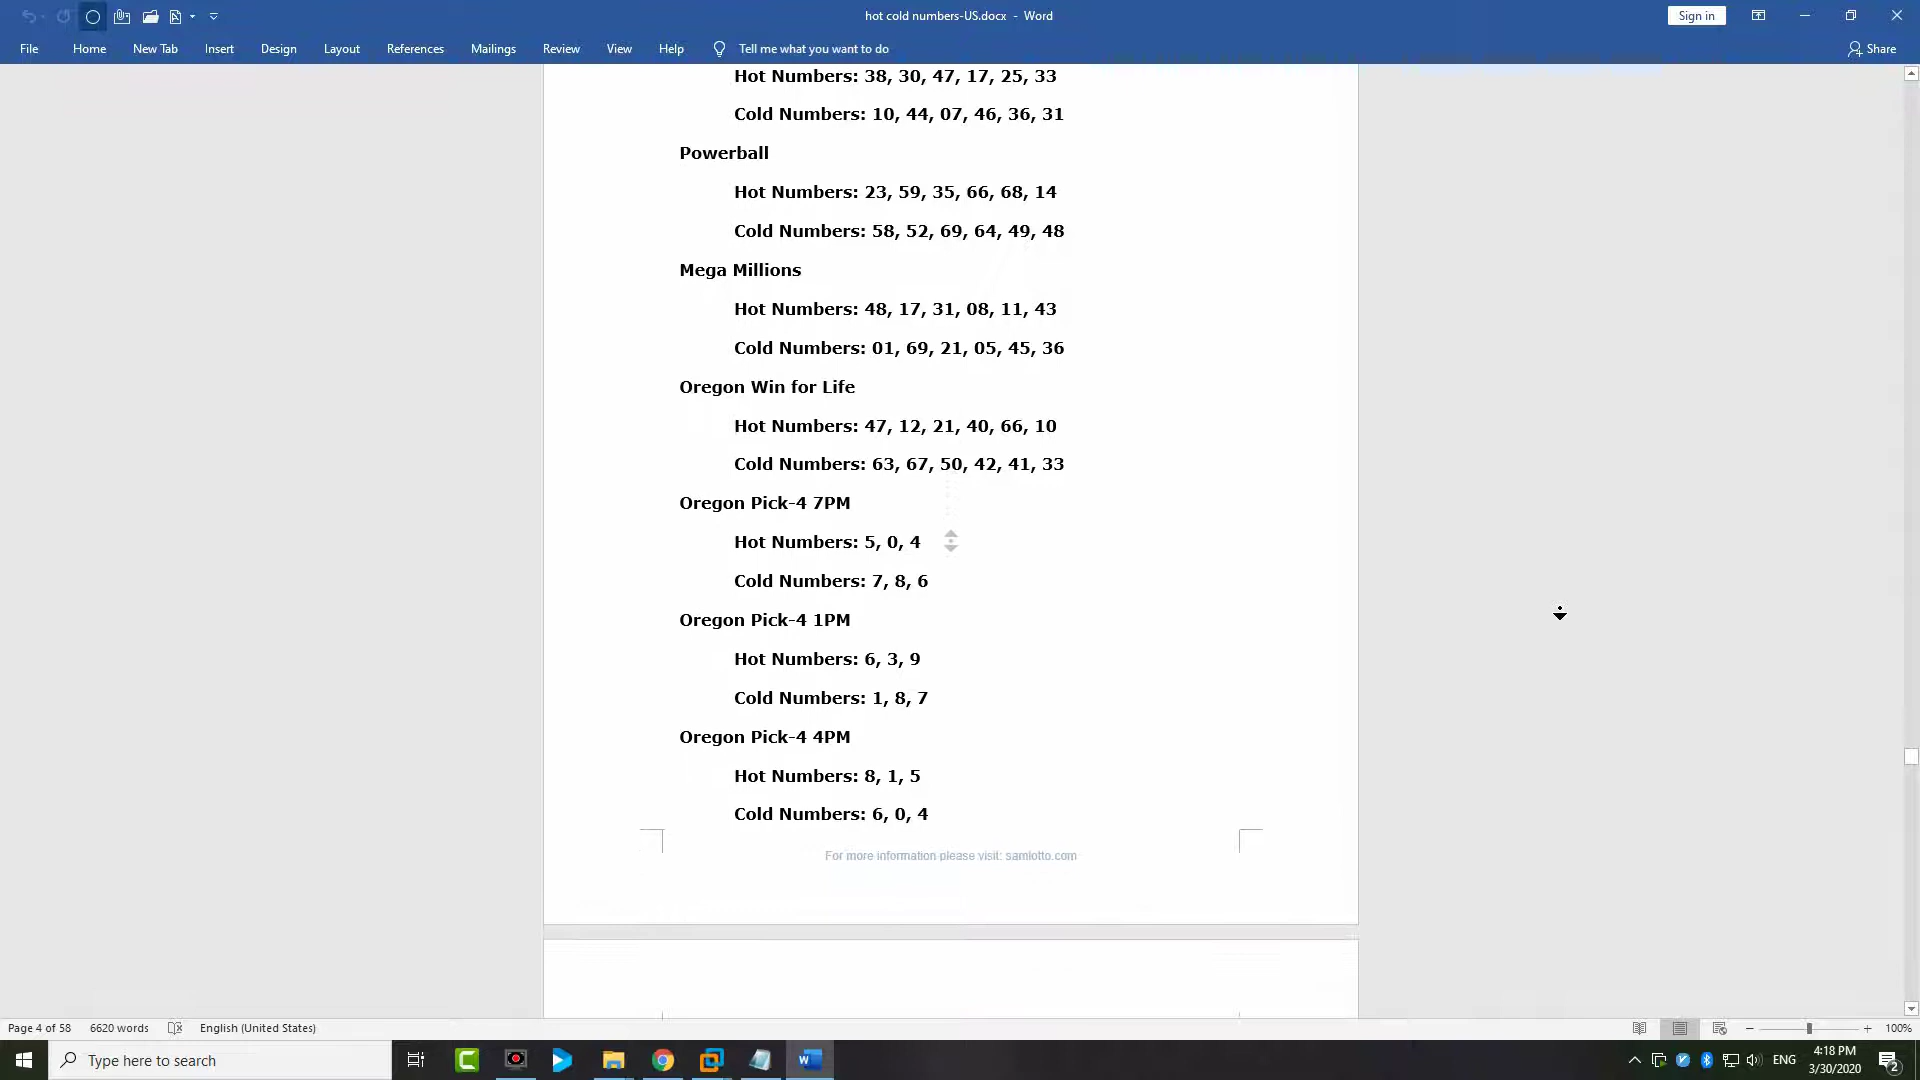 hot cold numbers-US.docx - Word
Sign in
File Home New Tab Insert Design Layout References Mailings Review View Help Tell me what you want to do Share
Hot Numbers: 38, 30, 47, 17, 25, 33
Cold Numbers: 10, 44, 07, 46, 36, 31
Powerball
Hot Numbers: 23, 59, 35, 66, 68, 14
Cold Numbers: 58, 52, 69, 64, 49, 48
Mega Millions
Hot Numbers: 48, 17, 31, 08, 11, 43
Cold Numbers: 01, 69, 21, 05, 45, 36
Oregon Win for Life
Hot Numbers: 47, 12, 21, 40, 66, 10
Cold Numbers: 63, 67, 50, 42, 41, 33
Oregon Pick-4 7PM
Hot Numbers: 5, 0, 4
Cold Numbers: 7, 8, 6
Oregon Pick-4 1PM
Hot Numbers: 6, 3, 9
Cold Numbers: 1, 8, 7
Oregon Pick-4 4PM
Hot Numbers: 8, 1, 5
Cold Numbers: 6, 0, 4
For more information please visit: samlotto.com
Page 4 of 58 6620 words English (United States) 100%
Type here to search
ENG
4:18 PM
3/30/2020
2